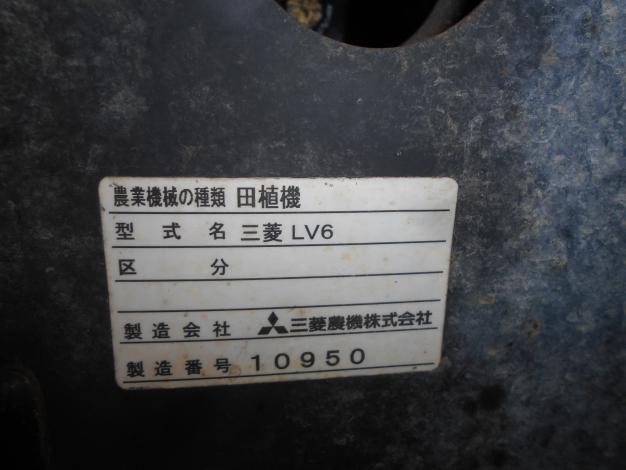 農業機械の種類 田植機
型式名 三菱 LV6
区分
製造会社 三菱農機株式会社
製造番号 10950